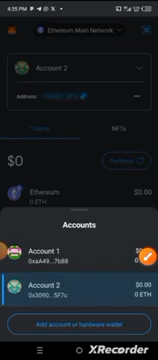 4:35 PM
Ethereum Main Network
Account 2
Address:
Tokens
NFTs
$0
Portfolio
Ethereum
$0.00
0 ETH
Accounts
Account 1
$0.00
0xaA49...7b88
0
Account 2
$0.00
0x3090...5F7c
0 ETH
Add account or hardware wallet
XRecorder